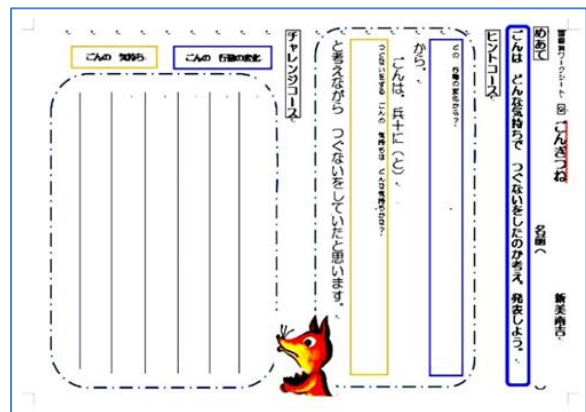 ワークシート ごんぎつね 新美南吉
名前( )
めあて
ごんは どんな気持ちで つぐないをしたのか考え、発表しよう。
ヒントコース
どの 行動の変化から?
から。
ごんは、兵十に(と)
つぐないをする ごんの 気持ちは どんな気持ちかな?
と考えながら つぐないをしていたと思います。
チャレンジコース
ごんの 行動の変化
ごんの 気持ち